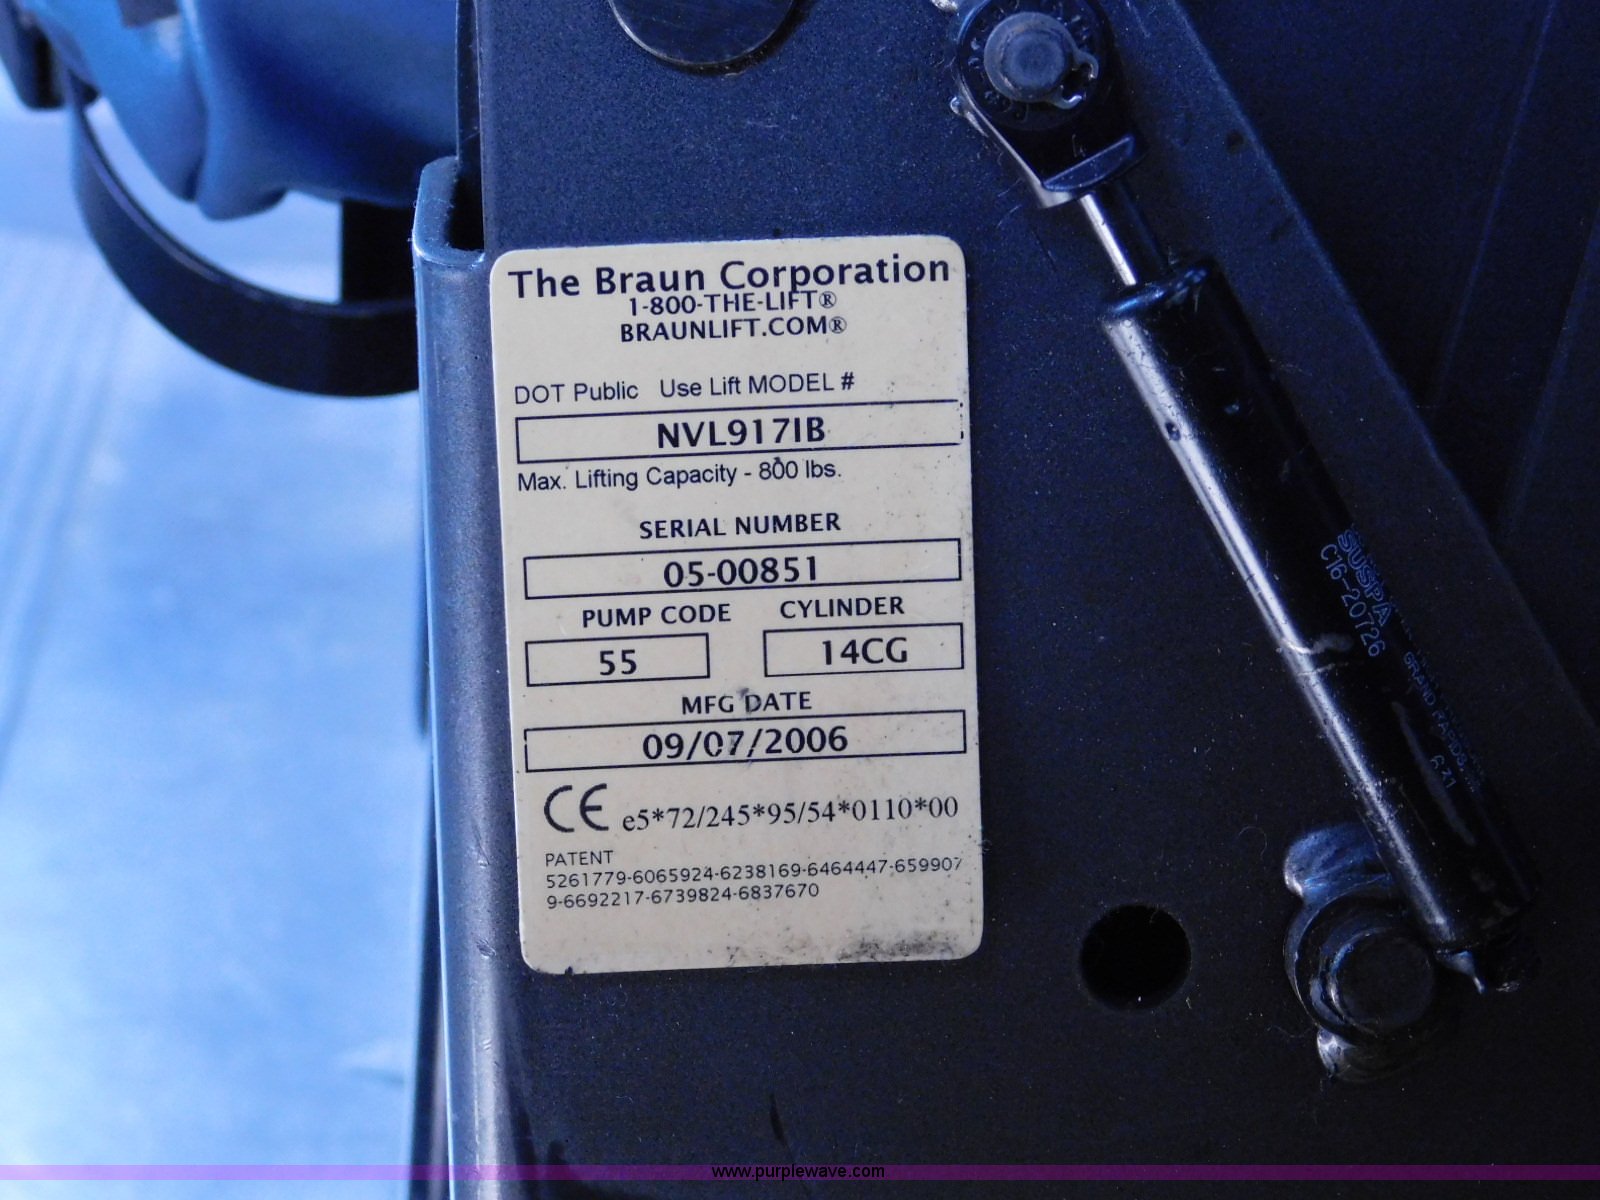 The Braun Corporation
1-800-THE-LIFT®
BRAUNLIFT.COM®
DOT Public Use Lift MODEL #
NVL917IB
Max. Lifting Capacity - 800 lbs.
SERIAL NUMBER
05-00851
PUMP CODE CYLINDER
55 14CG
MFG DATE
09/07/2006
CE e5*72/245*95/54*0110*00
PATENT
5261779-6065924-6238169-6464447-659907
9-6692217-6739824-6837670
SUSPA
C16-20726
GRAND RAPIDS
www.purplewave.com